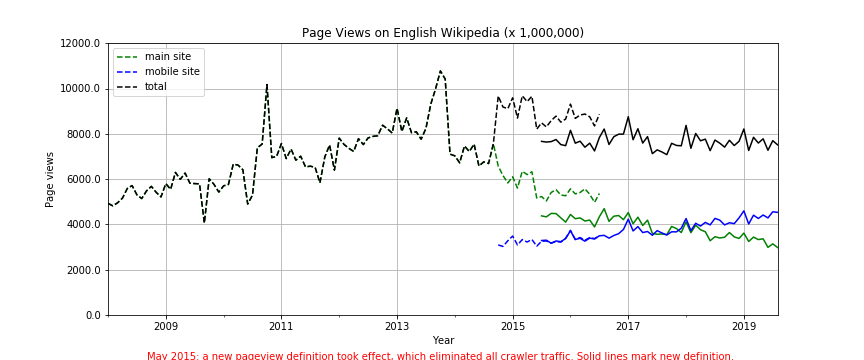 Page Views on English Wikipedia (x 1,000,000)
12000.0
10000.0
8000.0
6000.0
4000.0
2000.0
0.0
Page views
main site
mobile site
total
2009
2011
2013
2015
2017
2019
Year
May 2015: a new pageview definition took effect, which eliminated all crawler traffic. Solid lines mark new definition.